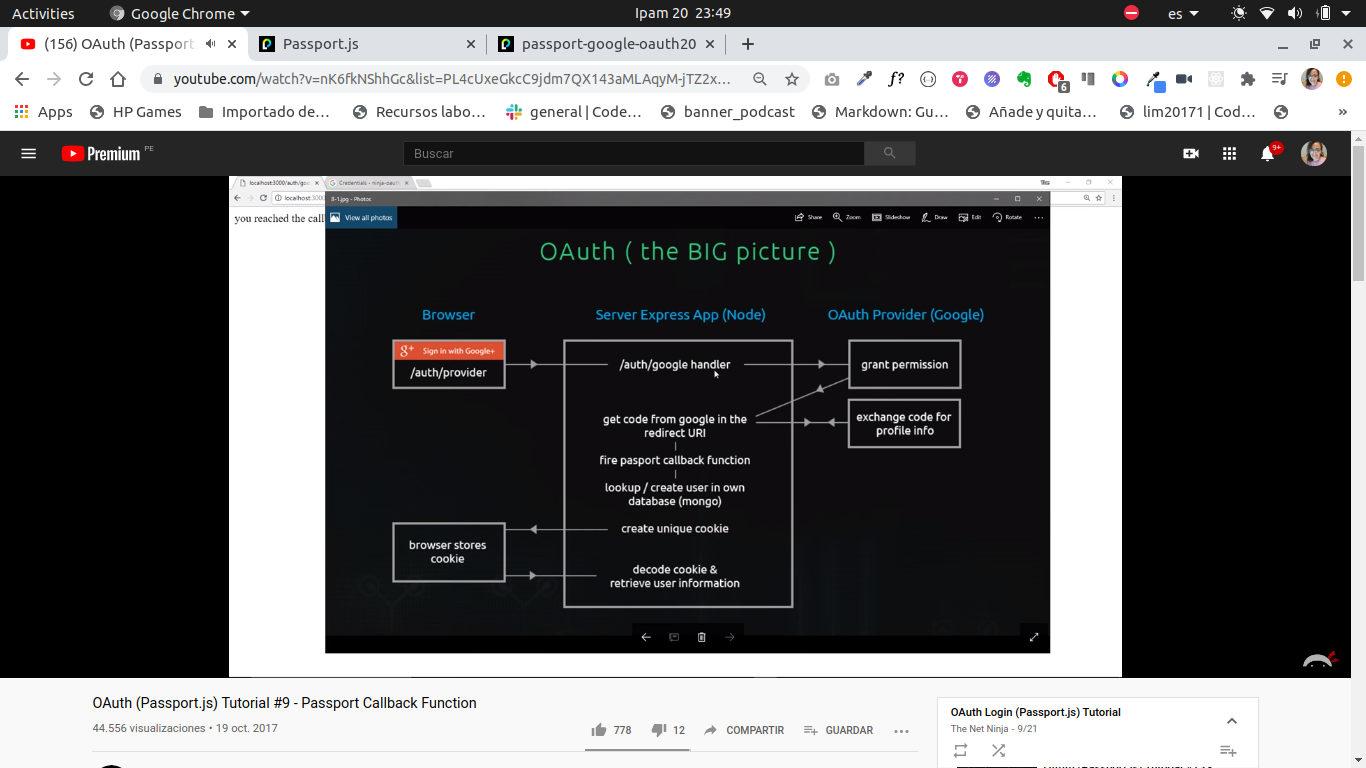 Activities
Google Chrome
Ipam 20 23:49
es
(156) OAuth (Passport
Passport.js
passport-google-oauth20
youtube.com/watch?v=nK6fkNShhGc&list=PL4cUxeGkcC9jdm7QX143aMLAqyM-jTZ2x...
f?
6
Apps
HP Games
Importado de...
Recursos labo...
general | Code...
banner_podcast
Markdown: Gu...
Añade y quita...
lim20171 | Cod...
»
Premium PE
Buscar
9+
localhost:3000/auth/goo
Credentials - ninja-oauth
localhost:3000
8-1.jpg - Photos
you reached the call
View all photos
Share
Zoom
Slideshow
Draw
Edit
Rotate
OAuth ( the BIG picture )
Browser
Server Express App (Node)
OAuth Provider (Google)
g+ Sign in with Google+
/auth/provider
/auth/google handler
grant permission
get code from google in the
redirect URI
exchange code for
profile info
fire pasport callback function
lookup / create user in own
database (mongo)
create unique cookie
browser stores
cookie
decode cookie &
retrieve user information
OAuth (Passport.js) Tutorial #9 - Passport Callback Function
44.556 visualizaciones • 19 oct. 2017
778
12
COMPARTIR
GUARDAR
OAuth Login (Passport.js) Tutorial
The Net Ninja - 9/21